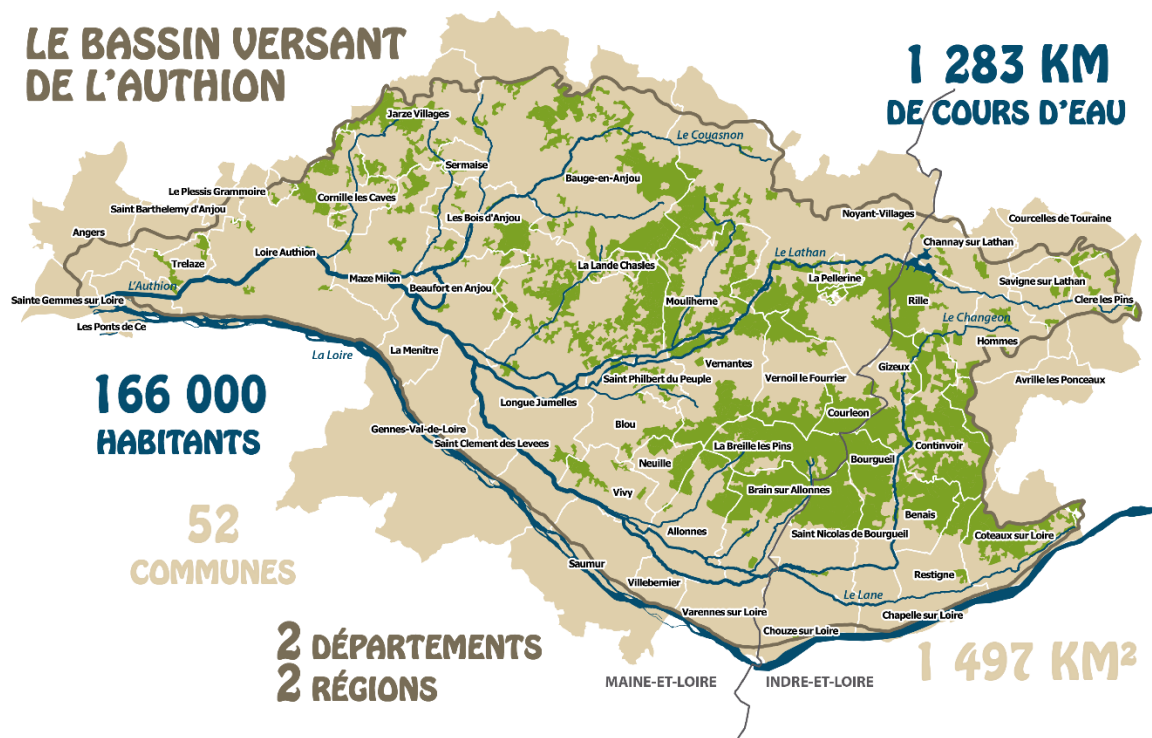 LE BASSIN VERSANT
DE L'AUTHION
1 283 KM
DE COURS D'EAU
Jarze Villages
Le Couasnon
Sermaise
Bauge-en-Anjou
Le Plessis Grammoire
Cornille les Caves
Saint Barthelemy d'Anjou
Les Bois d'Anjou
Noyant-Villages
Courcelles de Touraine
Angers
Channay sur Lathan
Loire Authion
Le Lathan
Trelaze
La Lande Chasles
Maze Milon
La Pellerine
Savigne sur Lathan
L'Authion
Beaufort en Anjou
Sainte Gemmes sur Loire
Mouliherne
Rille
Clere les Pins
Le Changeon
Les Ponts de Ce
Hommes
La Loire
La Menitre
Vernantes
Gizeux
Saint Philbert du Peuple
Vernoil le Fourrier
Avrille les Ponceaux
166 000
HABITANTS
Longue Jumelles
Courleon
Blou
Gennes-Val-de-Loire
Saint Clement des Levees
La Breille les Pins
Continvoir
Neuille
Bourgueil
Vivy
Brain sur Allonnes
Benais
52
COMMUNES
Allonnes
Saint Nicolas de Bourgueil
Coteaux sur Loire
Saumur
Villebernier
Restigne
Le Lane
Varennes sur Loire
Chapelle sur Loire
Chouze sur Loire
2 DÉPARTEMENTS
2 RÉGIONS
1 497 KM²
MAINE-ET-LOIRE
INDRE-ET-LOIRE